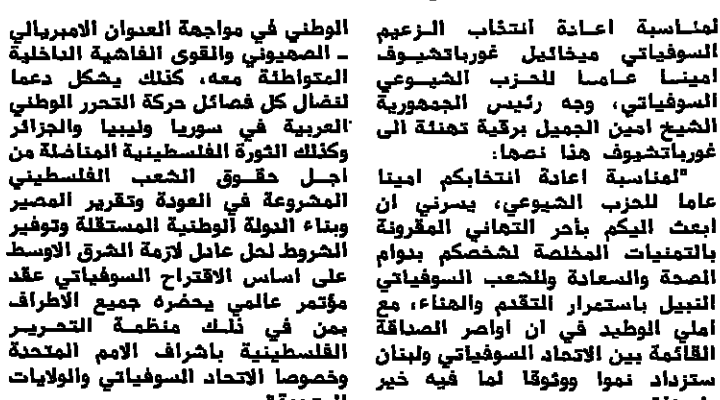 لمناسبة اعادة انتخاب الزعيم
السوفياتي ميخائيل غورباتشيوف
امينا عاما للحزب الشيوعي
السوفياتي، وجه رئيس الجمهورية
الشيخ امين الجميل برقية تهنئة الى
غورباتشيوف هذا نصها:
"لمناسبة اعادة انتخابكم امينا
عاما للحزب الشيوعي، يسرني ان
ابعث اليكم بأحر التهاني المقرونة
بالتمنيات المخلصة لشخصكم بدوام
الصحة والسعادة وللشعب السوفياتي
النبيل باستمرار التقدم والهناء، مع
املي الوطيد في ان اواصر الصداقة
القائمة بين الاتحاد السوفياتي ولبنان
ستزداد نموا ووثوقا لما فيه خير
الوطني في مواجهة العدوان الامبريالي
ـ الصهيوني والقوى الفاشية الداخلية
المتواطئة معه، كذلك يشكل دعما
لنضال كل فصائل حركة التحرر الوطني
العربية في سوريا وليبيا والجزائر
وكذلك الثورة الفلسطينية المناضلة من
اجل حقوق الشعب الفلسطيني
المشروعة في العودة وتقرير المصير
وبناء الدولة الوطنية المستقلة وتوفير
الشروط لحل عادل لازمة الشرق الاوسط
على اساس الاقتراح السوفياتي عقد
مؤتمر عالمي يحضره جميع الاطراف
بمن في ذلك منظمة التحرير
الفلسطينية باشراف الامم المتحدة
وخصوصا الاتحاد السوفياتي والولايات